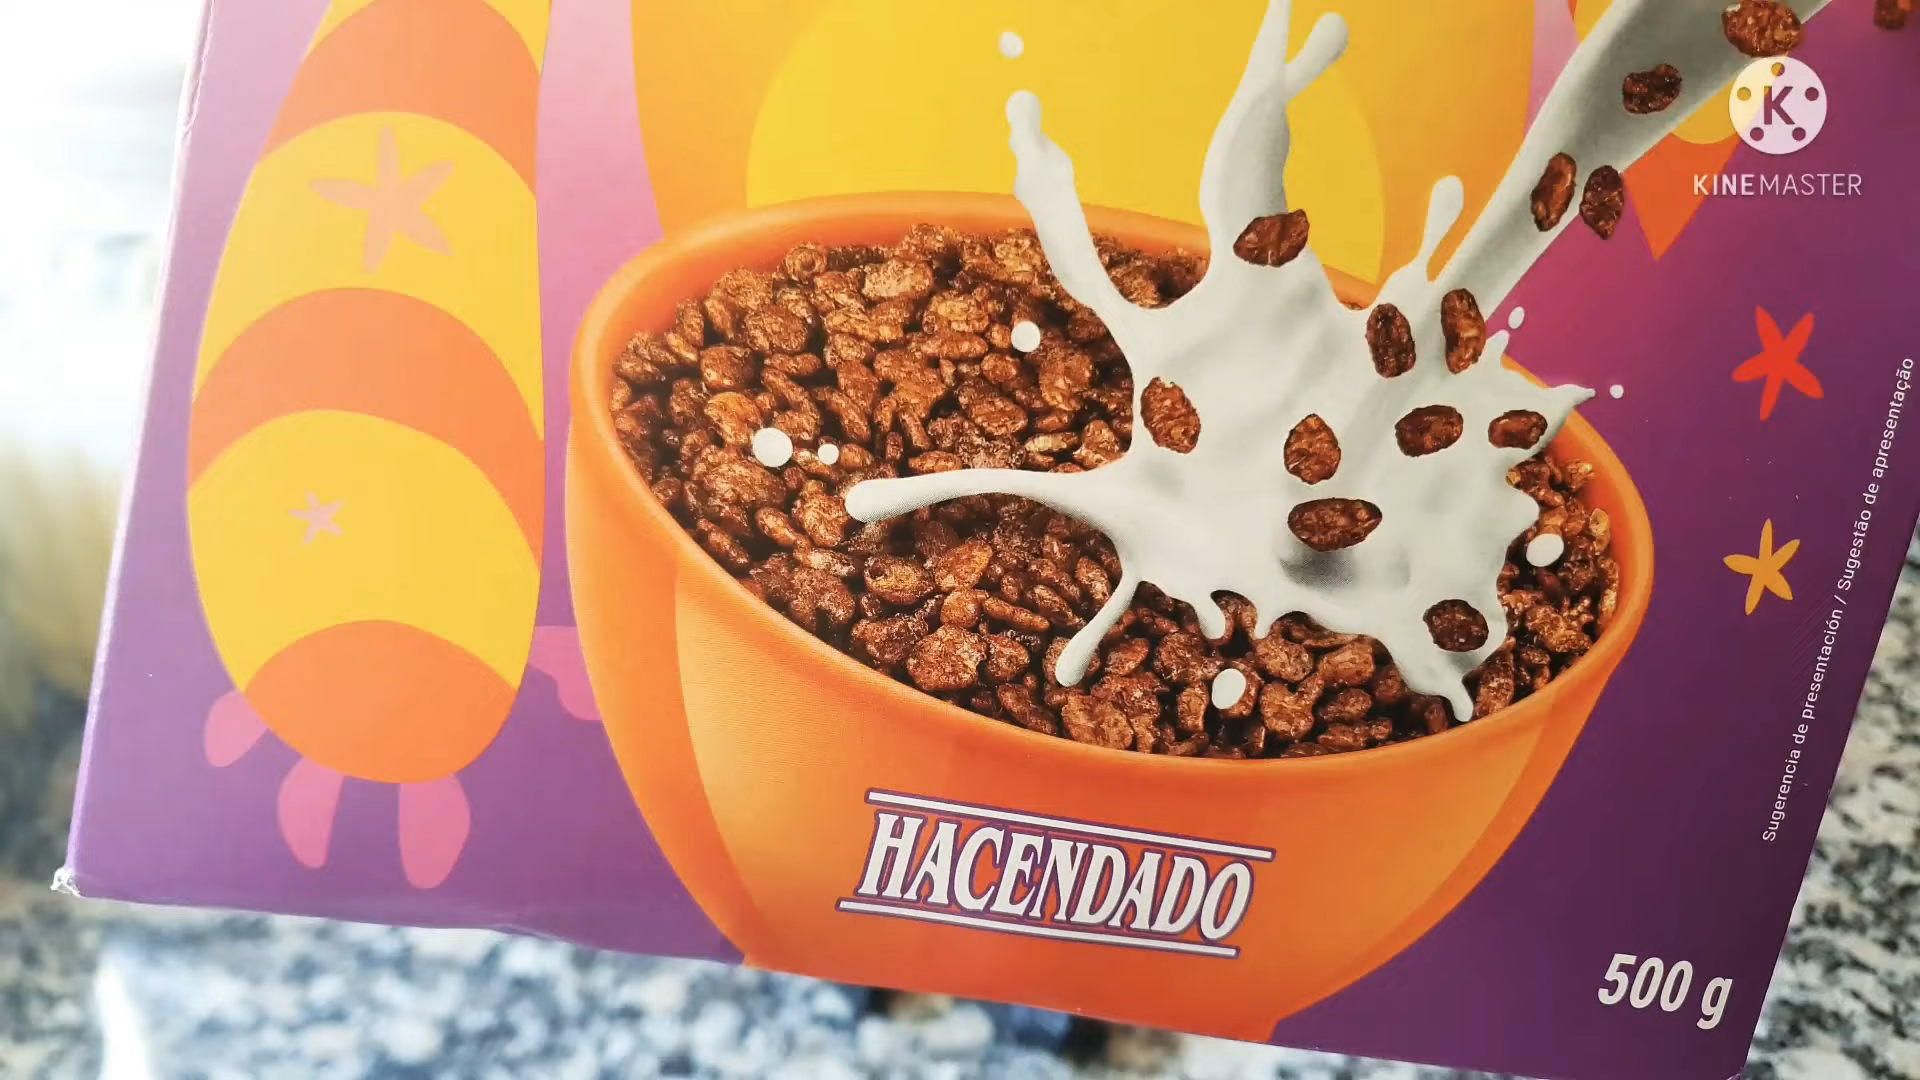 K
KINEMASTER
Sugerencia de presentación / Sugestão de apresentação
HACENDADO
500 g